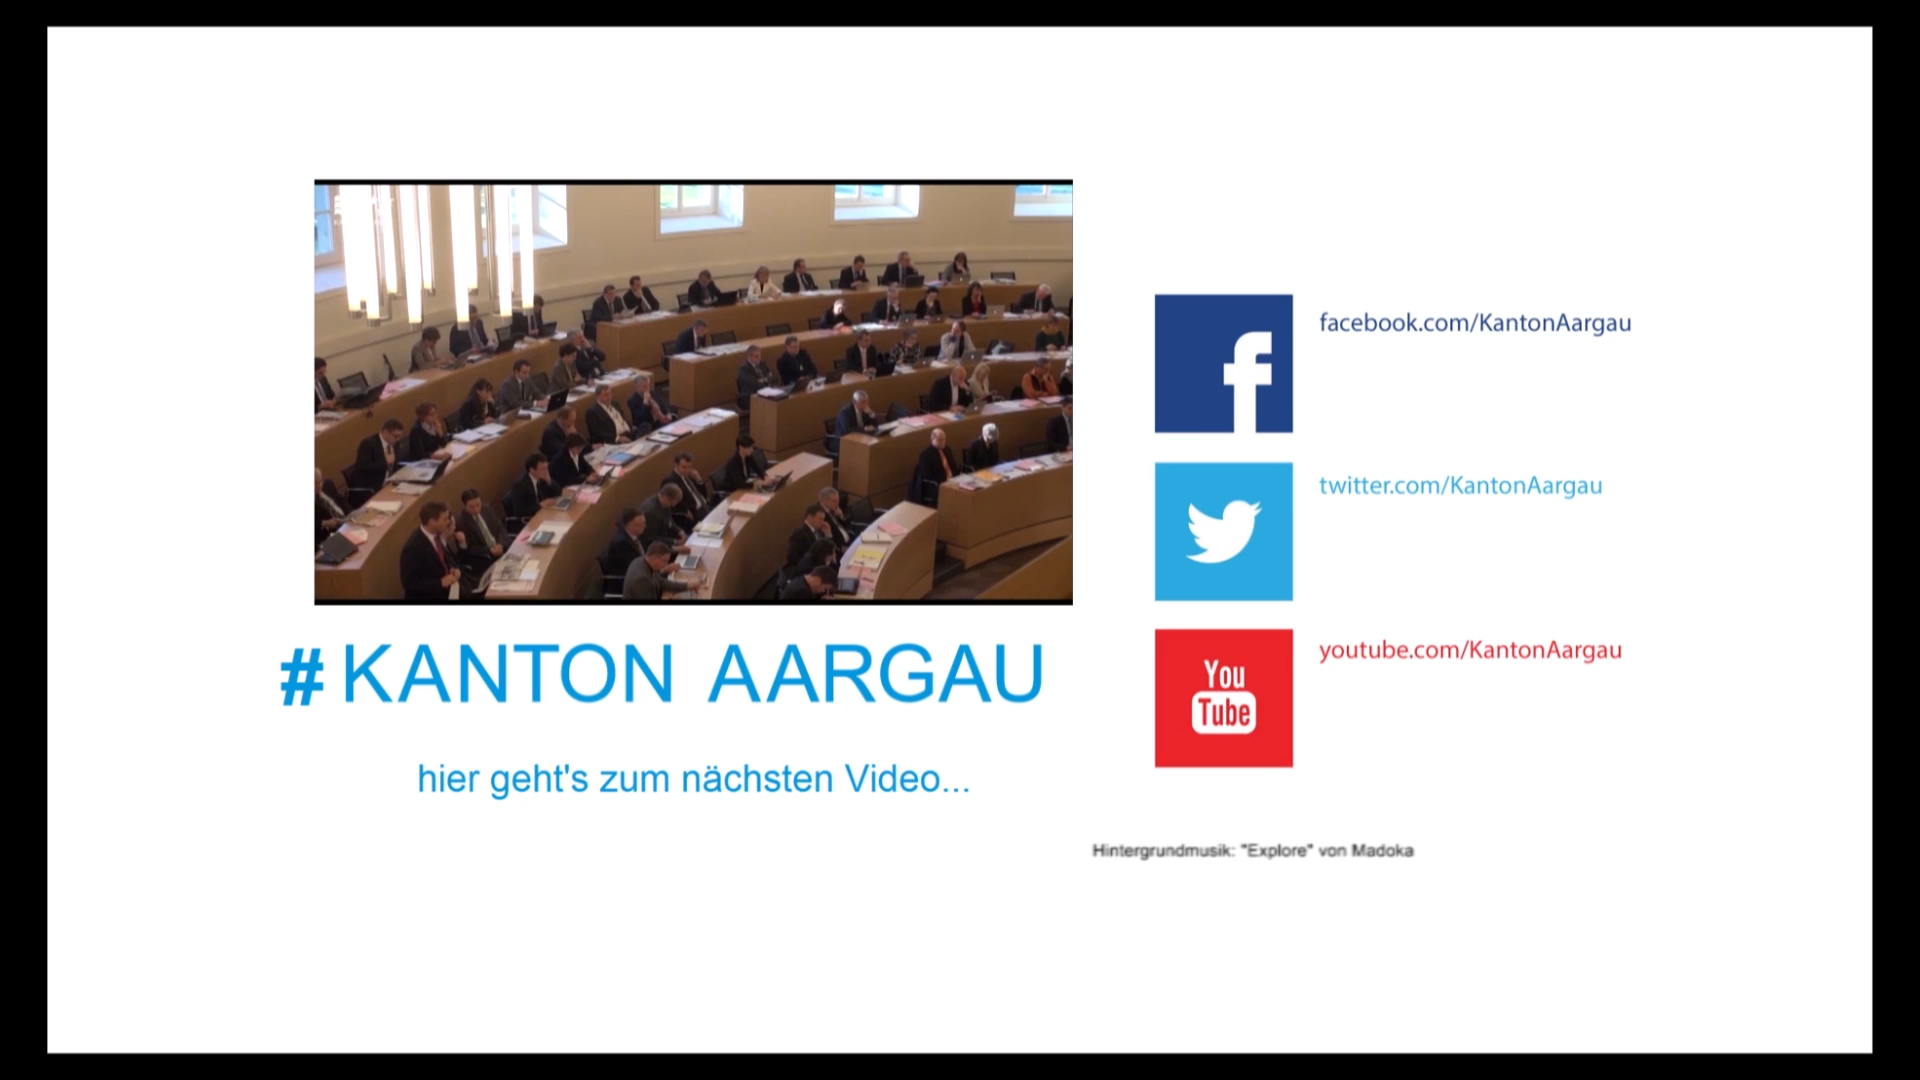 # KANTON AARGAU
hier geht's zum nächsten Video...
facebook.com/KantonAargau
twitter.com/KantonAargau
You
Tube
youtube.com/KantonAargau
Hintergrundmusik: "Explore" von Madoka